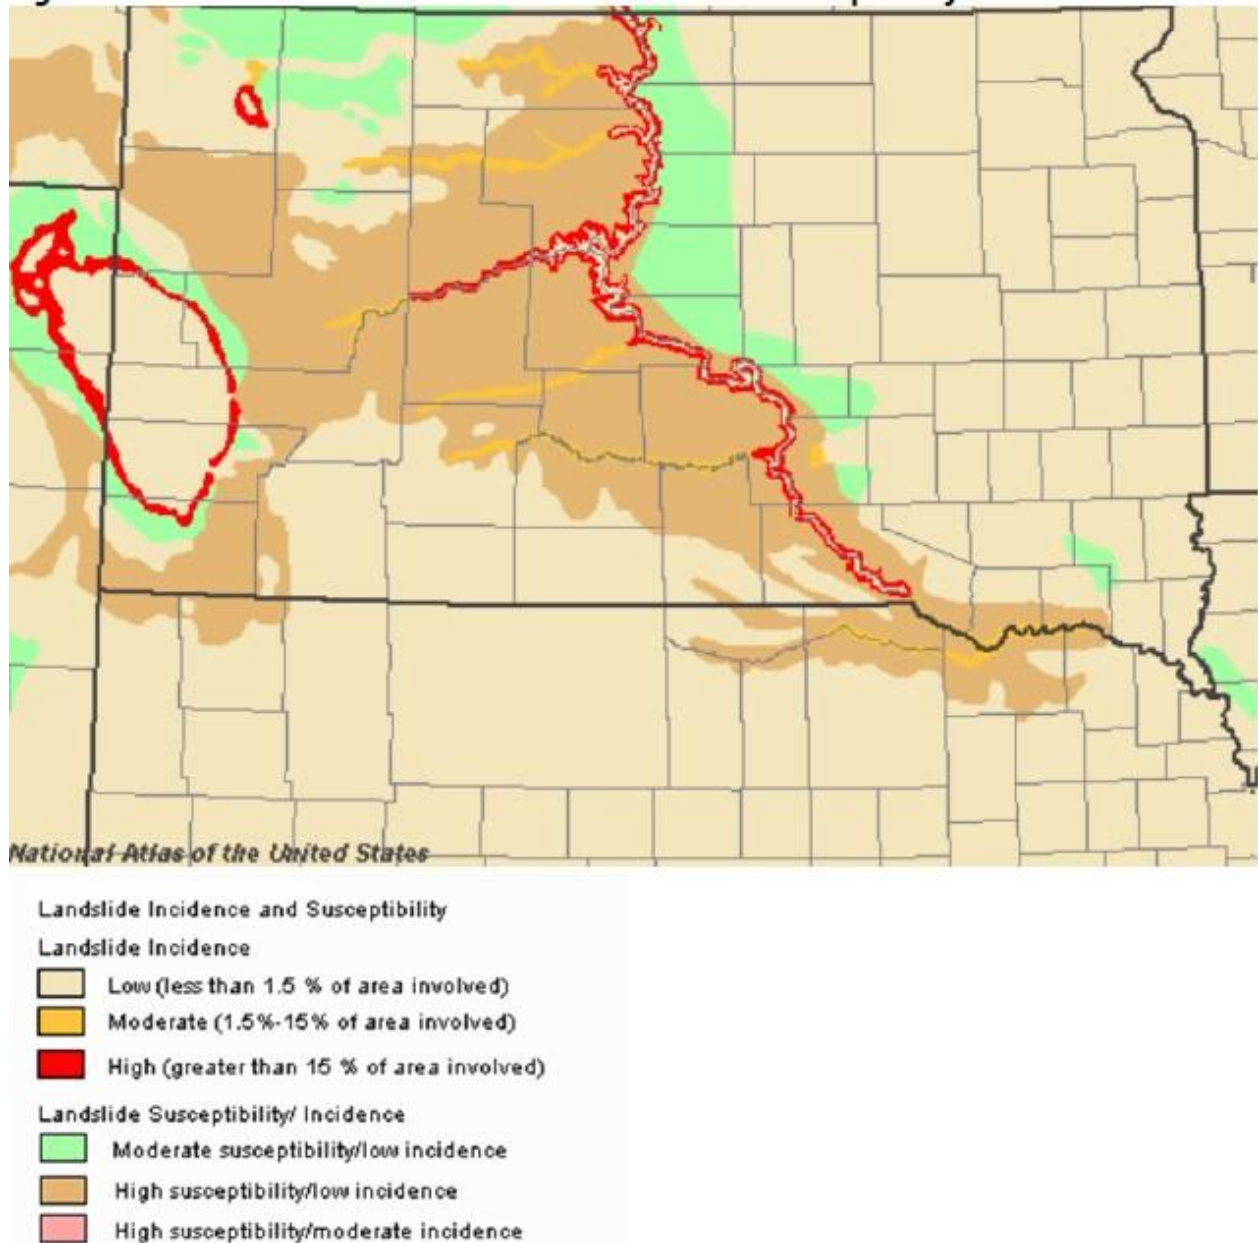 National Atlas of the United States
Landslide Incidence and Susceptibility
Landslide Incidence
Low (less than 1.5 % of area involved)
Moderate (1.5%-15% of area involved)
High (greater than 15 % of area involved)
Landslide Susceptibility/ Incidence
Moderate susceptibility/low incidence
High susceptibility/low incidence
High susceptibility/moderate incidence